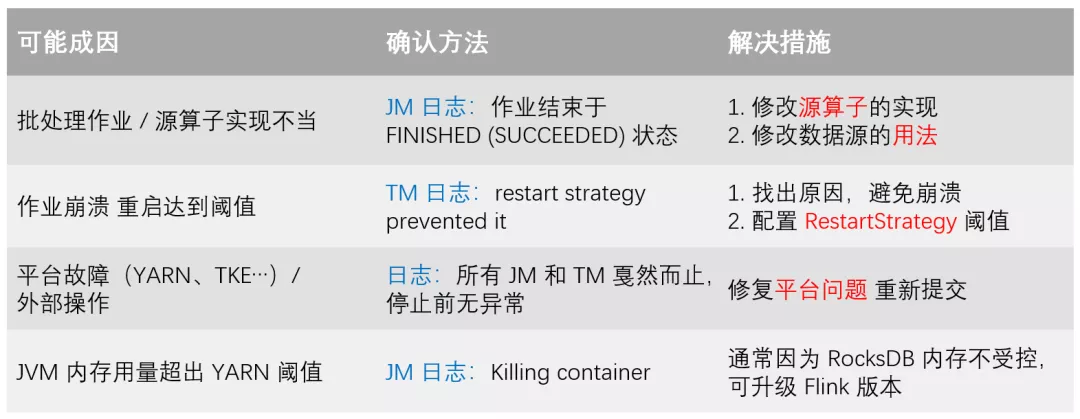 可能成因 确认方法 解决措施
批处理作业 / 源算子实现不当
JM 日志：作业结束于
FINISHED (SUCCEEDED) 状态
1. 修改源算子的实现
2. 修改数据源的用法
作业崩溃 重启达到阈值
TM 日志：restart strategy
prevented it
1. 找出原因，避免崩溃
2. 配置 RestartStrategy 阈值
平台故障（YARN、TKE…）/
外部操作
日志：所有 JM 和 TM 戛然而止，
停止前无异常
修复平台问题 重新提交
JVM 内存用量超出 YARN 阈值
JM 日志：Killing container
通常因为 RocksDB 内存不受控，
可升级 Flink 版本